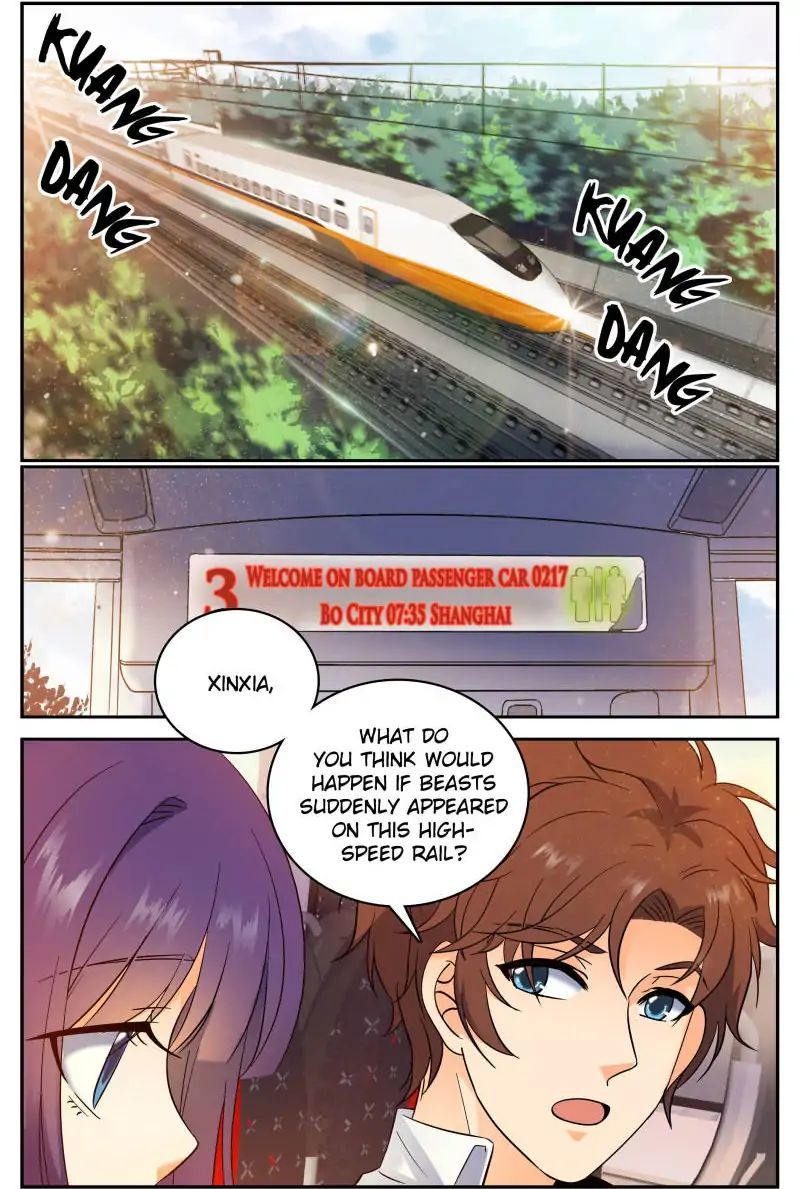 KUANG
DANG
KUANG
DANG
3 WELCOME ON BOARD PASSENGER CAR 0217
BO CITY 07:35 SHANGHAI
XINXIA,
WHAT DO
YOU THINK WOULD
HAPPEN IF BEASTS
SUDDENLY APPEARED
ON THIS HIGH-
SPEED RAIL?